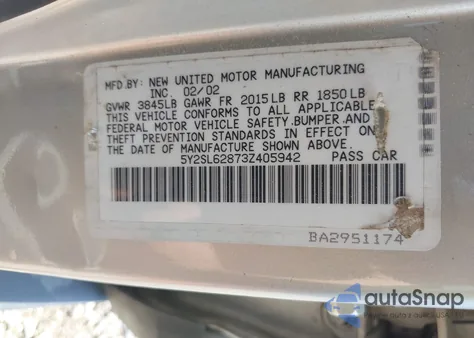 MFD.BY: NEW UNITED MOTOR MANUFACTURING
INC. 02/02
GVWR 3845LB GAWR FR 2015LB RR 1850LB
THIS VEHICLE CONFORMS TO ALL APPLICABLE
FEDERAL MOTOR VEHICLE SAFETY,BUMPER,AND
THEFT PREVENTION STANDARDS IN EFFECT ON
THE DATE OF MANUFACTURE SHOWN ABOVE.
5Y2SL62873Z405942 PASS CAR
BA2951174
autoSnap